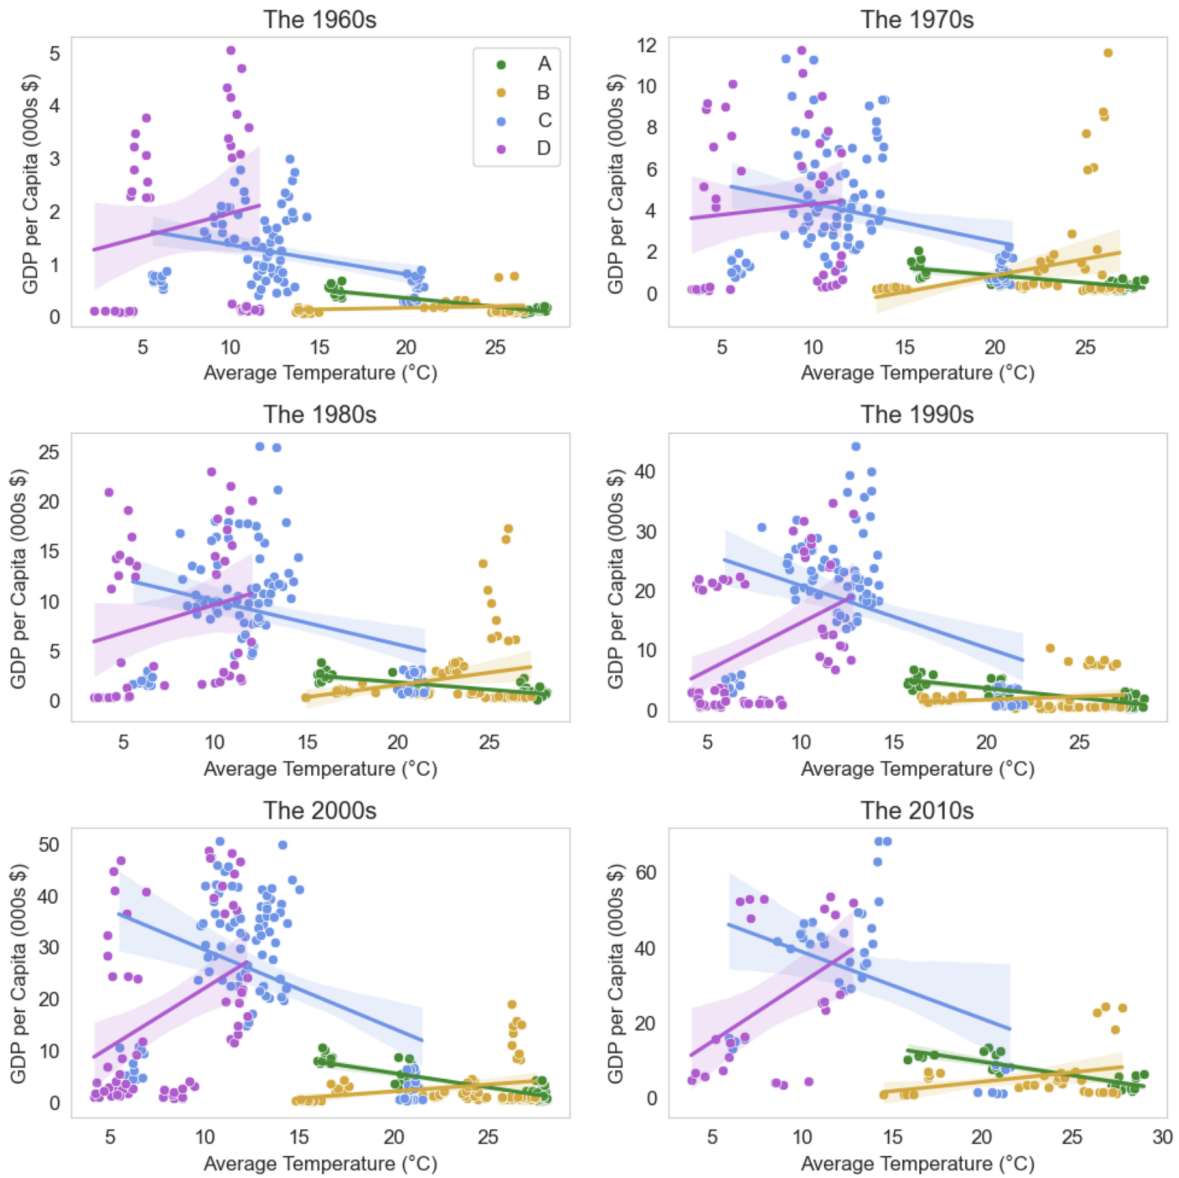 The 1960s
The 1970s
GDP per Capita (000s $)
5
4
3
2
1
0
A
B
C
D
5 10 15 20 25
Average Temperature (°C)
GDP per Capita (000s $)
12
10
8
6
4
2
0
5 10 15 20 25
Average Temperature (°C)
The 1980s
The 1990s
GDP per Capita (000s $)
25
20
15
10
5
0
5 10 15 20 25
Average Temperature (°C)
GDP per Capita (000s $)
40
30
20
10
0
5 10 15 20 25
Average Temperature (°C)
The 2000s
The 2010s
GDP per Capita (000s $)
50
40
30
20
10
0
5 10 15 20 25
Average Temperature (°C)
GDP per Capita (000s $)
60
40
20
0
5 10 15 20 25 30
Average Temperature (°C)